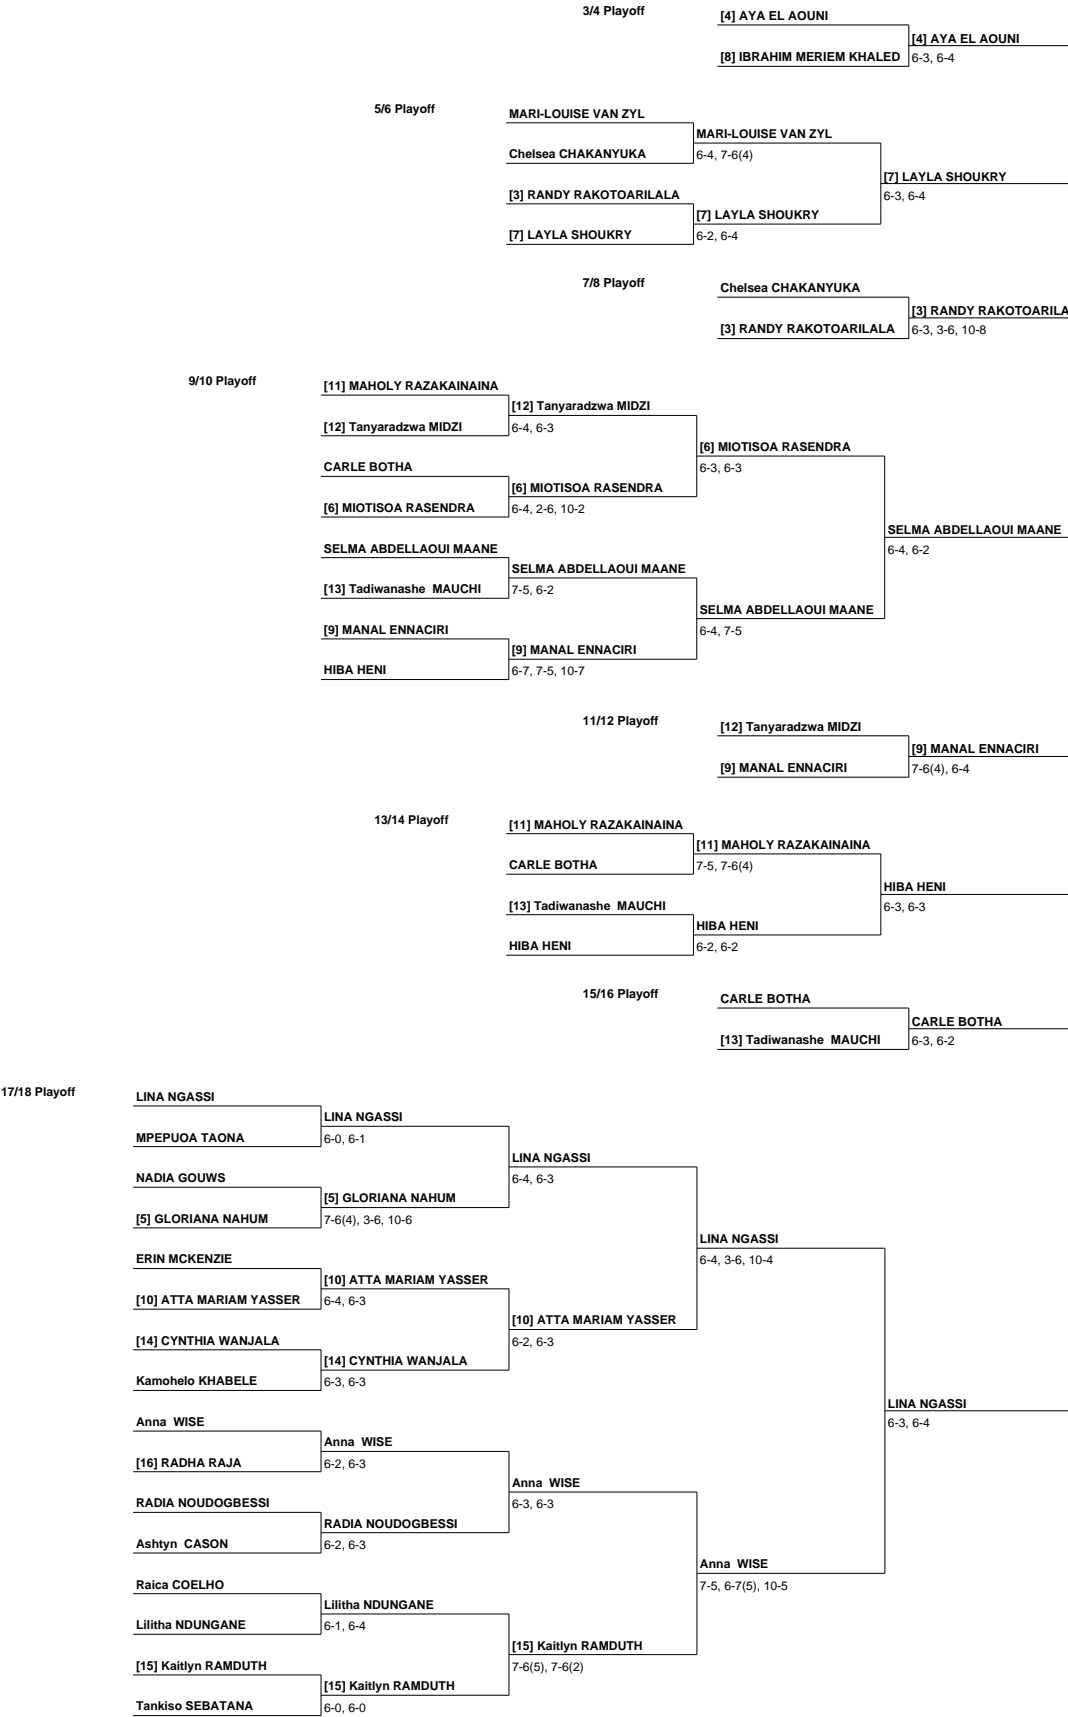 3/4 Playoff
[4] AYA EL AOUNI
[4] AYA EL AOUNI
[8] IBRAHIM MERIEM KHALED
6-3, 6-4
5/6 Playoff
MARI-LOUISE VAN ZYL
MARI-LOUISE VAN ZYL
Chelsea CHAKANYUKA
6-4, 7-6(4)
[7] LAYLA SHOUKRY
[3] RANDY RAKOTOARILALA
6-3, 6-4
[7] LAYLA SHOUKRY
[7] LAYLA SHOUKRY
6-2, 6-4
7/8 Playoff
Chelsea CHAKANYUKA
[3] RANDY RAKOTOARILA
[3] RANDY RAKOTOARILALA
6-3, 3-6, 10-8
9/10 Playoff
[11] MAHOLY RAZAKAINAINA
[12] Tanyaradzwa MIDZI
[12] Tanyaradzwa MIDZI
6-4, 6-3
[6] MIOTISOA RASENDRA
CARLE BOTHA
6-3, 6-3
[6] MIOTISOA RASENDRA
[6] MIOTISOA RASENDRA
6-4, 2-6, 10-2
SELMA ABDELLAOUI MAANE
SELMA ABDELLAOUI MAANE
6-4, 6-2
SELMA ABDELLAOUI MAANE
[13] Tadiwanashe  MAUCHI
7-5, 6-2
SELMA ABDELLAOUI MAANE
[9] MANAL ENNACIRI
6-4, 7-5
[9] MANAL ENNACIRI
HIBA HENI
6-7, 7-5, 10-7
11/12 Playoff
[12] Tanyaradzwa MIDZI
[9] MANAL ENNACIRI
[9] MANAL ENNACIRI
7-6(4), 6-4
13/14 Playoff
[11] MAHOLY RAZAKAINAINA
[11] MAHOLY RAZAKAINAINA
CARLE BOTHA
7-5, 7-6(4)
HIBA HENI
[13] Tadiwanashe  MAUCHI
6-3, 6-3
HIBA HENI
HIBA HENI
6-2, 6-2
15/16 Playoff
CARLE BOTHA
CARLE BOTHA
[13] Tadiwanashe  MAUCHI
6-3, 6-2
17/18 Playoff
LINA NGASSI
LINA NGASSI
MPEPUOA TAONA
6-0, 6-1
LINA NGASSI
NADIA GOUWS
6-4, 6-3
[5] GLORIANA NAHUM
[5] GLORIANA NAHUM
7-6(4), 3-6, 10-6
LINA NGASSI
ERIN MCKENZIE
6-4, 3-6, 10-4
[10] ATTA MARIAM YASSER
[10] ATTA MARIAM YASSER
6-4, 6-3
[10] ATTA MARIAM YASSER
[14] CYNTHIA WANJALA
6-2, 6-3
[14] CYNTHIA WANJALA
Kamohelo KHABELE
6-3, 6-3
LINA NGASSI
Anna  WISE
6-3, 6-4
Anna  WISE
[16] RADHA RAJA
6-2, 6-3
Anna  WISE
RADIA NOUDOGBESSI
6-3, 6-3
RADIA NOUDOGBESSI
Ashtyn  CASON
6-2, 6-3
Anna  WISE
Raica COELHO
7-5, 6-7(5), 10-5
Lilitha NDUNGANE
Lilitha NDUNGANE
6-1, 6-4
[15] Kaitlyn RAMDUTH
[15] Kaitlyn RAMDUTH
7-6(5), 7-6(2)
[15] Kaitlyn RAMDUTH
Tankiso SEBATANA
6-0, 6-0